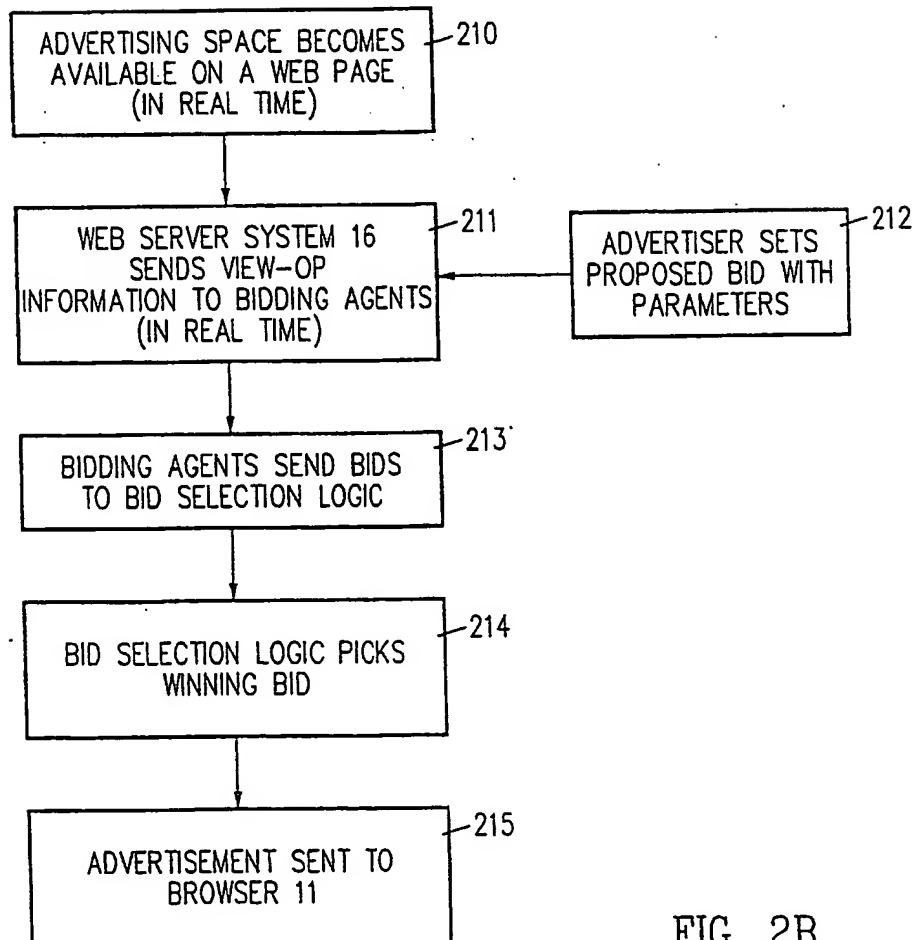 ADVERTISING SPACE BECOMES
AVAILABLE ON A WEB PAGE
(IN REAL TIME)
210
WEB SERVER SYSTEM 16
SENDS VIEW-OP
INFORMATION TO BIDDING AGENTS
(IN REAL TIME)
211
ADVERTISER SETS
PROPOSED BID WITH
PARAMETERS
212
BIDDING AGENTS SEND BIDS
TO BID SELECTION LOGIC
213
BID SELECTION LOGIC PICKS
WINNING BID
214
ADVERTISEMENT SENT TO
BROWSER 11
215
FIG. 2B